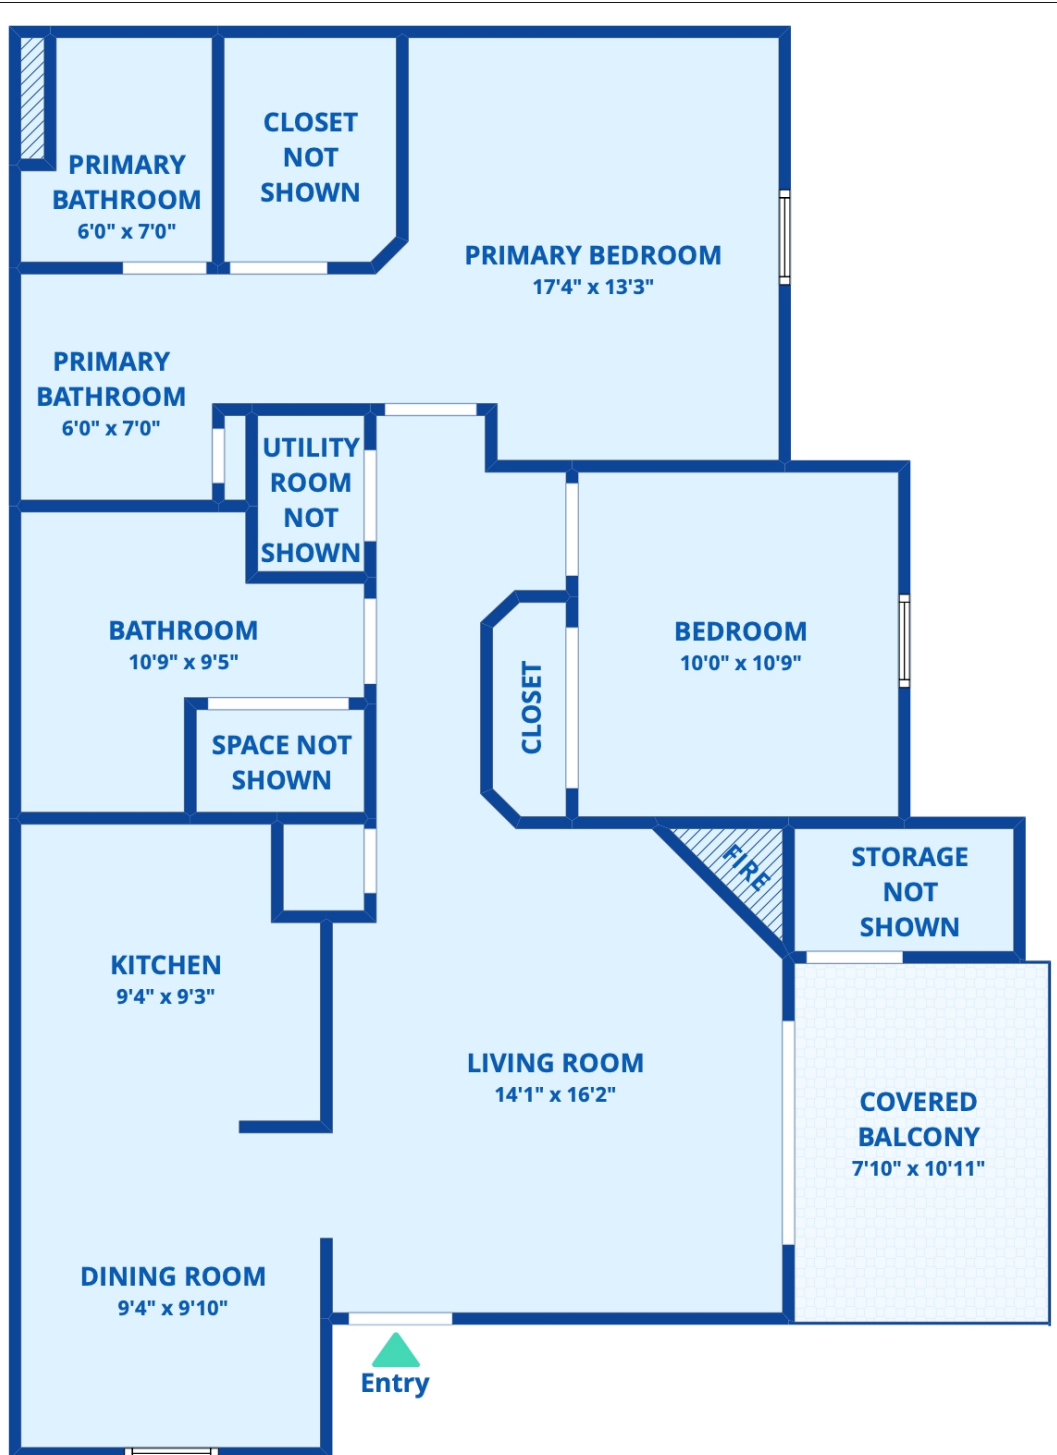 CLOSET
NOT
SHOWN
PRIMARY
BATHROOM
6'0" x 7'0"
PRIMARY BEDROOM
17'4" x 13'3"
PRIMARY
BATHROOM
6'0" x 7'0"
UTILITY
ROOM
NOT
SHOWN
BATHROOM
10'9" x 9'5"
BEDROOM
10'0" x 10'9"
CLOSET
SPACE NOT
SHOWN
FIRE
STORAGE
NOT
SHOWN
KITCHEN
9'4" x 9'3"
LIVING ROOM
14'1" x 16'2"
COVERED
BALCONY
7'10" x 10'11"
DINING ROOM
9'4" x 9'10"
Entry